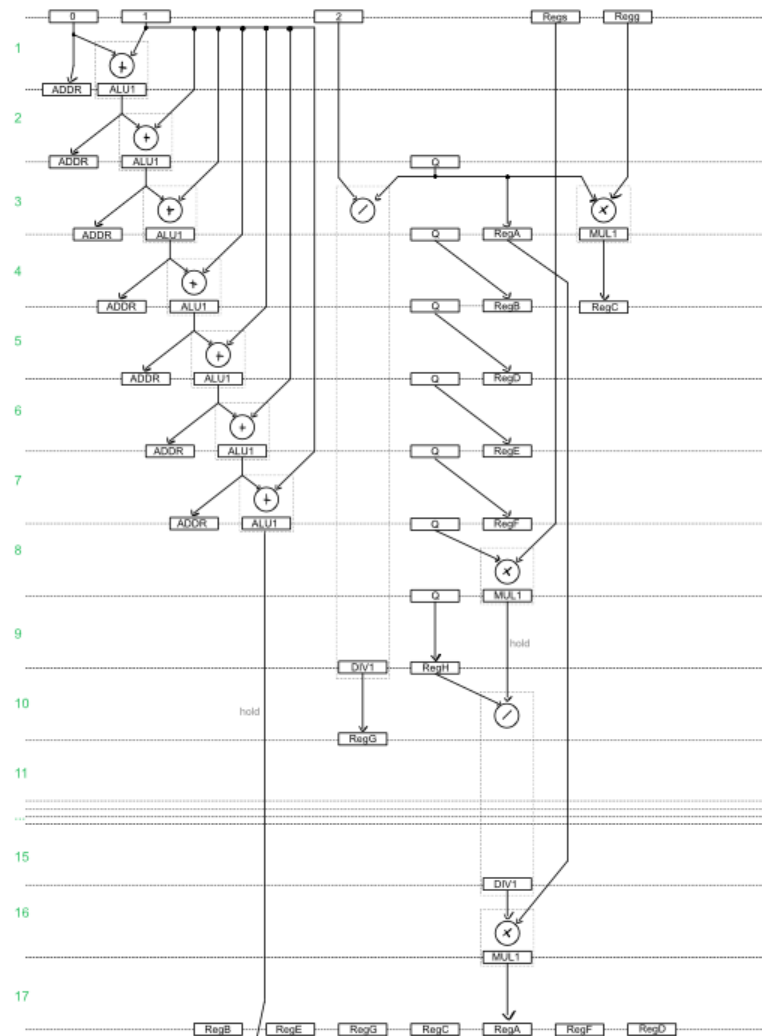 0 1 2 Regs Regg
1
+
ADDR ALU1
2
+
ADDR ALU1 Q
3
+ / ×
ADDR ALU1 Q RegA MUL1
4
+
ADDR ALU1 Q RegB RegC
5
+
ADDR ALU1 Q RegD
6
+
ADDR ALU1 Q RegE
7
+
ADDR ALU1 Q RegF
8
×
Q MUL1
9
hold
DIV1 RegH
10
hold /
RegG
11
...
15
DIV1
16
×
MUL1
17
RegB RegE RegG RegC RegA RegF RegD